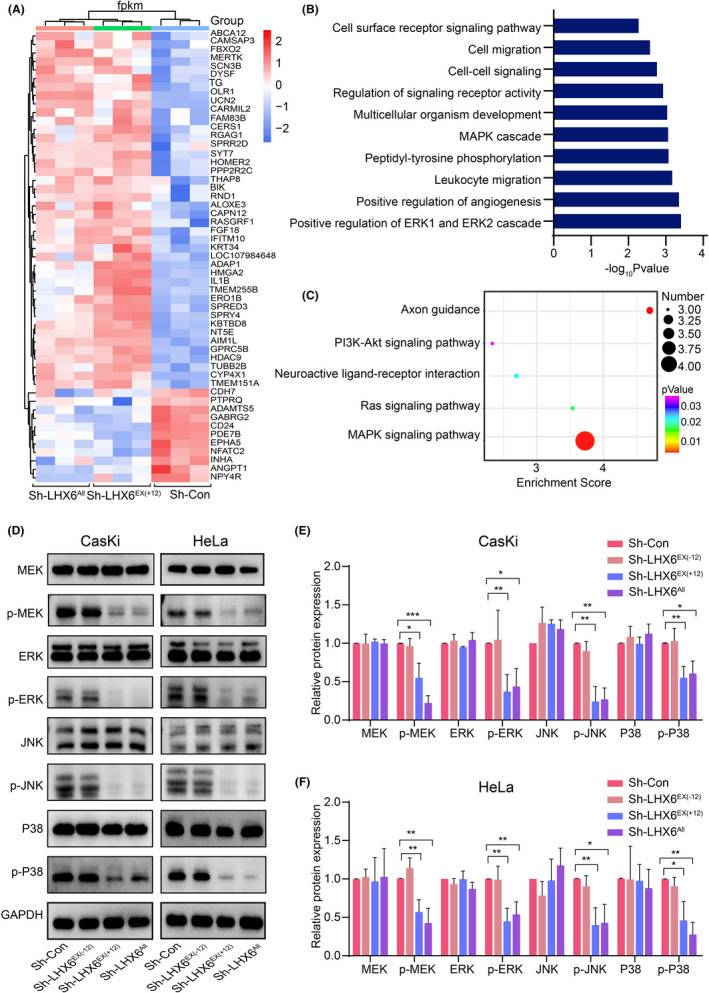 (A)
fpkm
Group
ABCA12
CAMSAP3
FBXO2
MERTK
SCN3B
DYSF
TG
OLR1
UCN2
CARMIL2
FAM83B
CERS1
RGAG1
SPRR2D
SYT7
HOMER2
PPP2R2C
THAP8
BIK
RND1
ALOXE3
CAPN12
RASGRF1
FGF18
IFITM10
KRT34
LOC107984648
ADAP1
HMGA2
IL1B
TMEM255B
ERO1B
SPRED3
SPRY4
KBTBD8
NT5E
AIM1L
GPRC5B
HDAC9
TUBB2B
CYP4X1
TMEM151A
CDH7
PTPRQ
ADAMTS5
GABRG2
CD24
PDE7B
EPHA5
NFATC2
INHA
ANGPT1
NPY4R
2
1
0
−1
−2
Sh-LHX6All Sh-LHX6EX(+12) Sh-Con
(B)
Cell surface receptor signaling pathway
Cell migration
Cell-cell signaling
Regulation of signaling receptor activity
Multicellular organism development
MAPK cascade
Peptidyl-tyrosine phosphorylation
Leukocyte migration
Positive regulation of angiogenesis
Positive regulation of ERK1 and ERK2 cascade
0 1 2 3 4
-log10Pvalue
(C)
Axon guidance
PI3K-Akt signaling pathway
Neuroactive ligand-receptor interaction
Ras signaling pathway
MAPK signaling pathway
3 4
Enrichment Score
Number
3.00
3.25
3.50
3.75
4.00
pValue
0.03
0.02
0.01
(D)
CasKi HeLa
MEK
p-MEK
ERK
p-ERK
JNK
p-JNK
P38
p-P38
GAPDH
Sh-Con Sh-LHX6EX(-12) Sh-LHX6EX(+12) Sh-LHX6All Sh-Con Sh-LHX6EX(-12) Sh-LHX6EX(+12) Sh-LHX6All
(E)
CasKi
Sh-Con
Sh-LHX6EX(-12)
Sh-LHX6EX(+12)
Sh-LHX6All
Relative protein expression
2.0
1.5
1.0
0.5
0.0
*** * * ** ** ** * **
MEK p-MEK ERK p-ERK JNK p-JNK P38 p-P38
(F)
HeLa
Sh-Con
Sh-LHX6EX(-12)
Sh-LHX6EX(+12)
Sh-LHX6All
Relative protein expression
2.0
1.5
1.0
0.5
0.0
** ** ** ** * ** ** *
MEK p-MEK ERK p-ERK JNK p-JNK P38 p-P38